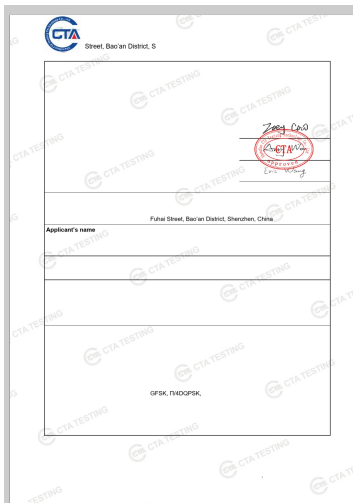 CTA
Street, Bao'an District, S
Zoey Cao
CTA
approved
Eric Wang
Fuhai Street, Bao'an District, Shenzhen, China
Applicant's name
GFSK, Π/4DQPSK,
CTA TESTING